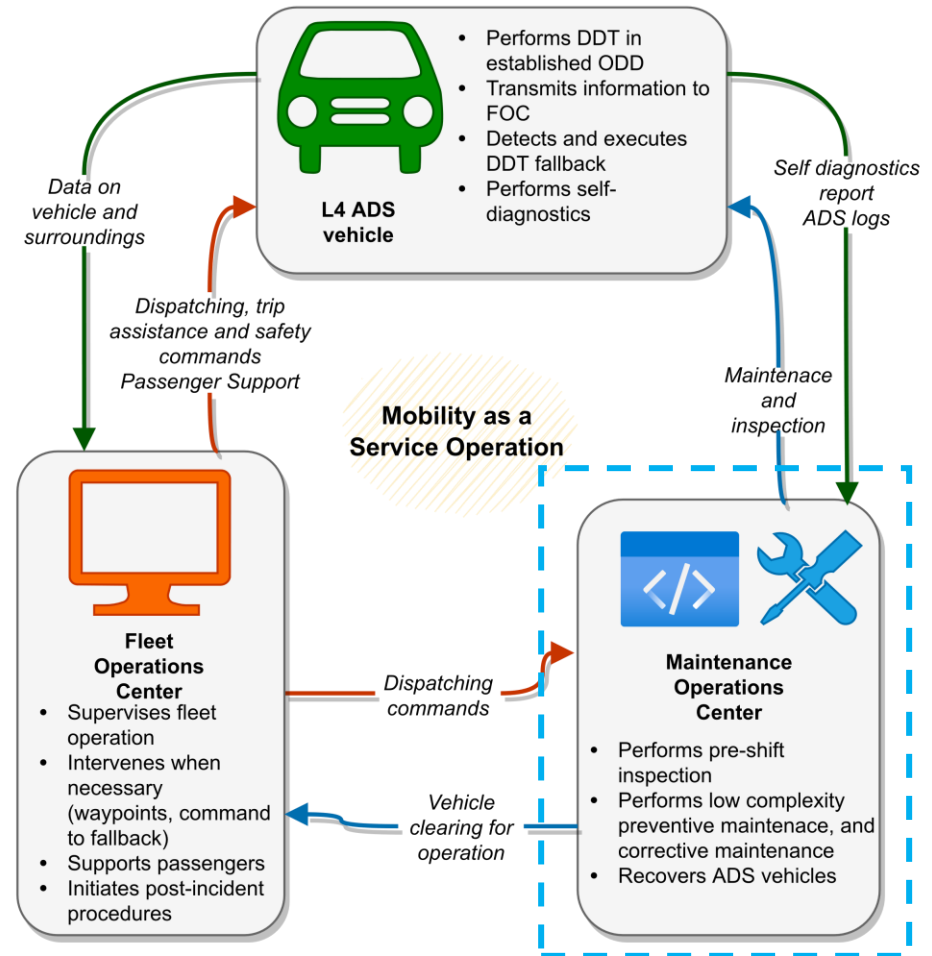 • Performs DDT in
established ODD
• Transmits information to
FOC
• Detects and executes
DDT fallback
• Performs self-
diagnostics
L4 ADS
vehicle
Data on
vehicle and
surroundings
Self diagnostics
report
ADS logs
Dispatching, trip
assistance and safety
commands
Passenger Support
Maintenace
and
inspection
Mobility as a
Service Operation
Fleet
Operations
Center
• Supervises fleet
operation
• Intervenes when
necessary
(waypoints, command
to fallback)
• Supports passengers
• Initiates post-incident
procedures
Dispatching
commands
Vehicle
clearing for
operation
</>
Maintenance
Operations
Center
• Performs pre-shift
inspection
• Performs low complexity
preventive maintenace, and
corrective maintenance
• Recovers ADS vehicles